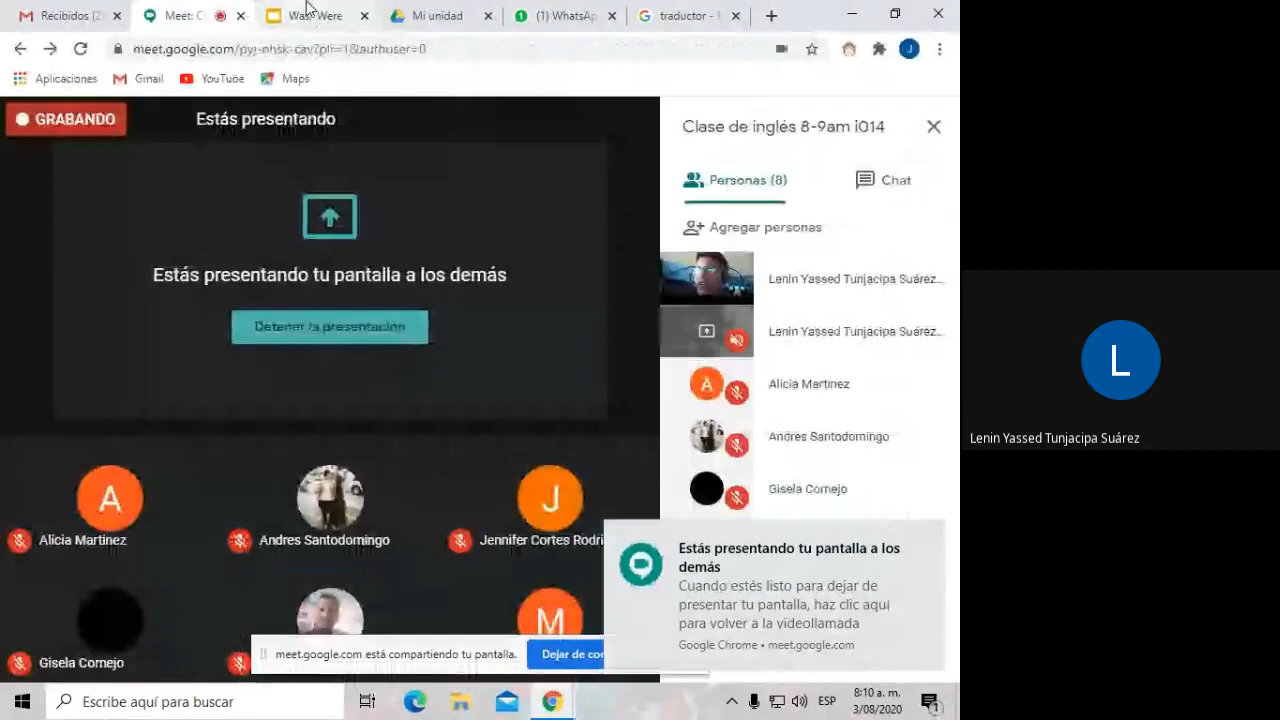 Recibidos (2
Meet: C
Was Were
Mi unidad
(1) WhatsAp
traductor -
meet.google.com/pyj-nhsk-cav?pli=1&authuser=0
J
Aplicaciones
Gmail
YouTube
Maps
GRABANDO
Estás presentando
Clase de inglés 8-9am i014
Personas (8)
Chat
Agregar personas
Estás presentando tu pantalla a los demás
Detener la presentación
Lenin Yassed Tunjacipa Suárez...
Lenin Yassed Tunjacipa Suárez...
A
Alicia Martinez
Andres Santodomingo
Gisela Cornejo
A
Alicia Martinez
Andres Santodomingo
J
Jennifer Cortes Rodri
Gisela Cornejo
M
meet.google.com está compartiendo tu pantalla.
Dejar de com
Estás presentando tu pantalla a los
demás
Cuando estés listo para dejar de
presentar tu pantalla, haz clic aquí
para volver a la videollamada
Google Chrome • meet.google.com
L
Lenin Yassed Tunjacipa Suárez
Escribe aquí para buscar
ESP
8:10 a. m.
3/08/2020
1